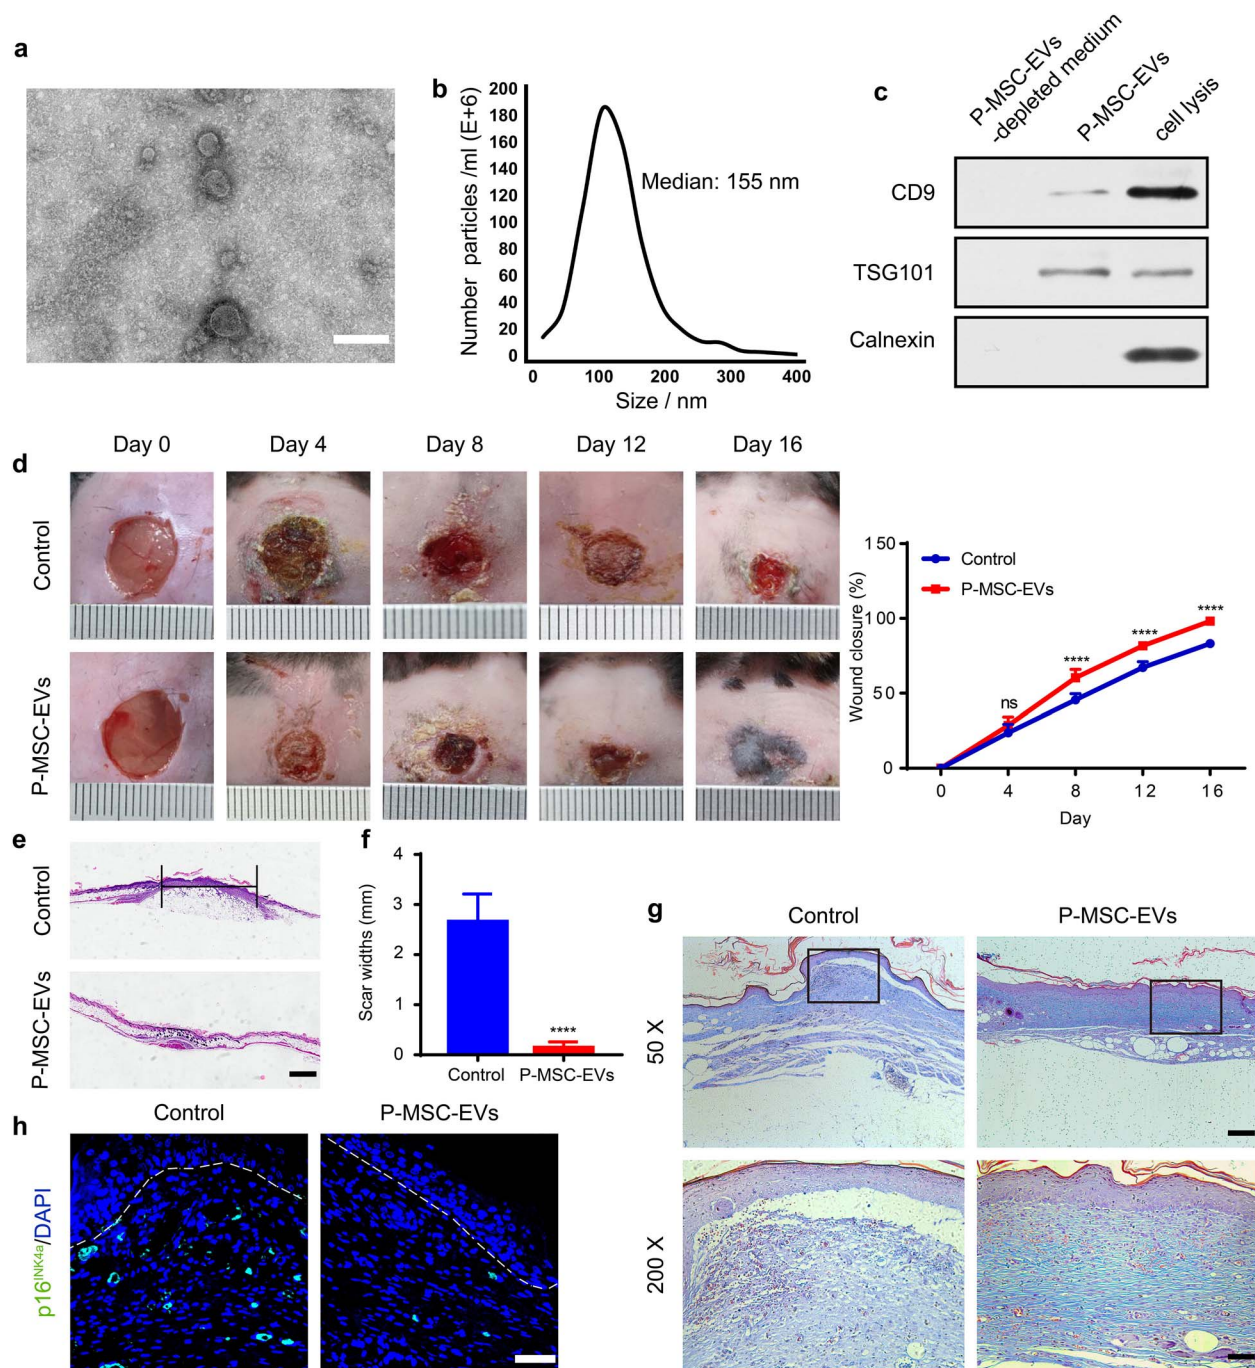 a
b
200
180
160
140
120
100
80
60
40
20
0
Number particles /ml (E+6)
Median: 155 nm
0 100 200 300 400
Size / nm
c
P-MSC-EVs
-depleted medium
P-MSC-EVs
cell lysis
CD9
TSG101
Calnexin
d
Day 0 Day 4 Day 8 Day 12 Day 16
Control
P-MSC-EVs
150
100
50
0
Wound closure (%)
Control
P-MSC-EVs
ns
****
****
****
0 4 8 12 16
Day
e
Control
P-MSC-EVs
f
4
3
2
1
0
Scar widths (mm)
****
Control P-MSC-EVs
g
Control P-MSC-EVs
50 X
200 X
h
Control P-MSC-EVs
p16INK4a/DAPI